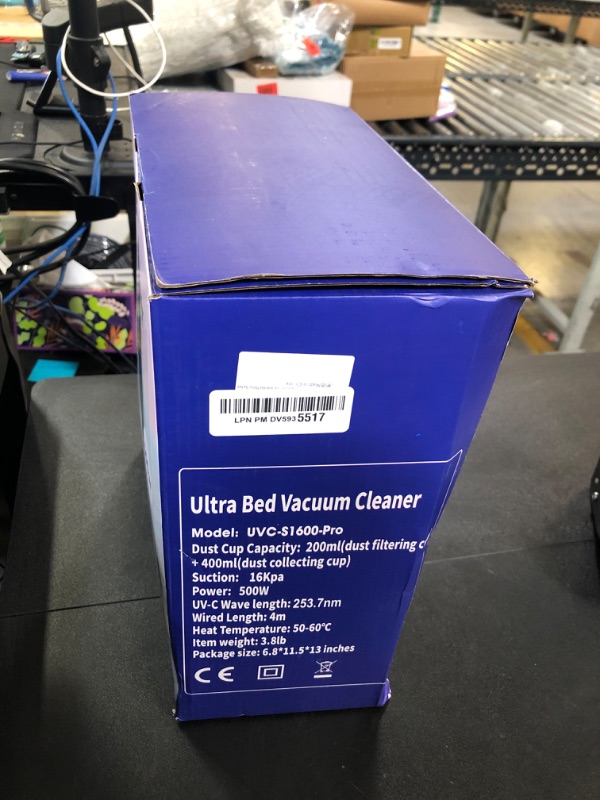 LPN PM DV5935517
Ultra Bed Vacuum Cleaner
Model: UVC-S1600-Pro
Dust Cup Capacity: 200ml(dust filtering c
+ 400ml(dust collecting cup)
Suction: 16Kpa
Power: 500W
UV-C Wave length: 253.7nm
Wired Length: 4m
Heat Temperature: 50-60℃
Item weight: 3.8lb
Package size: 6.8*11.5*13 inches
CE